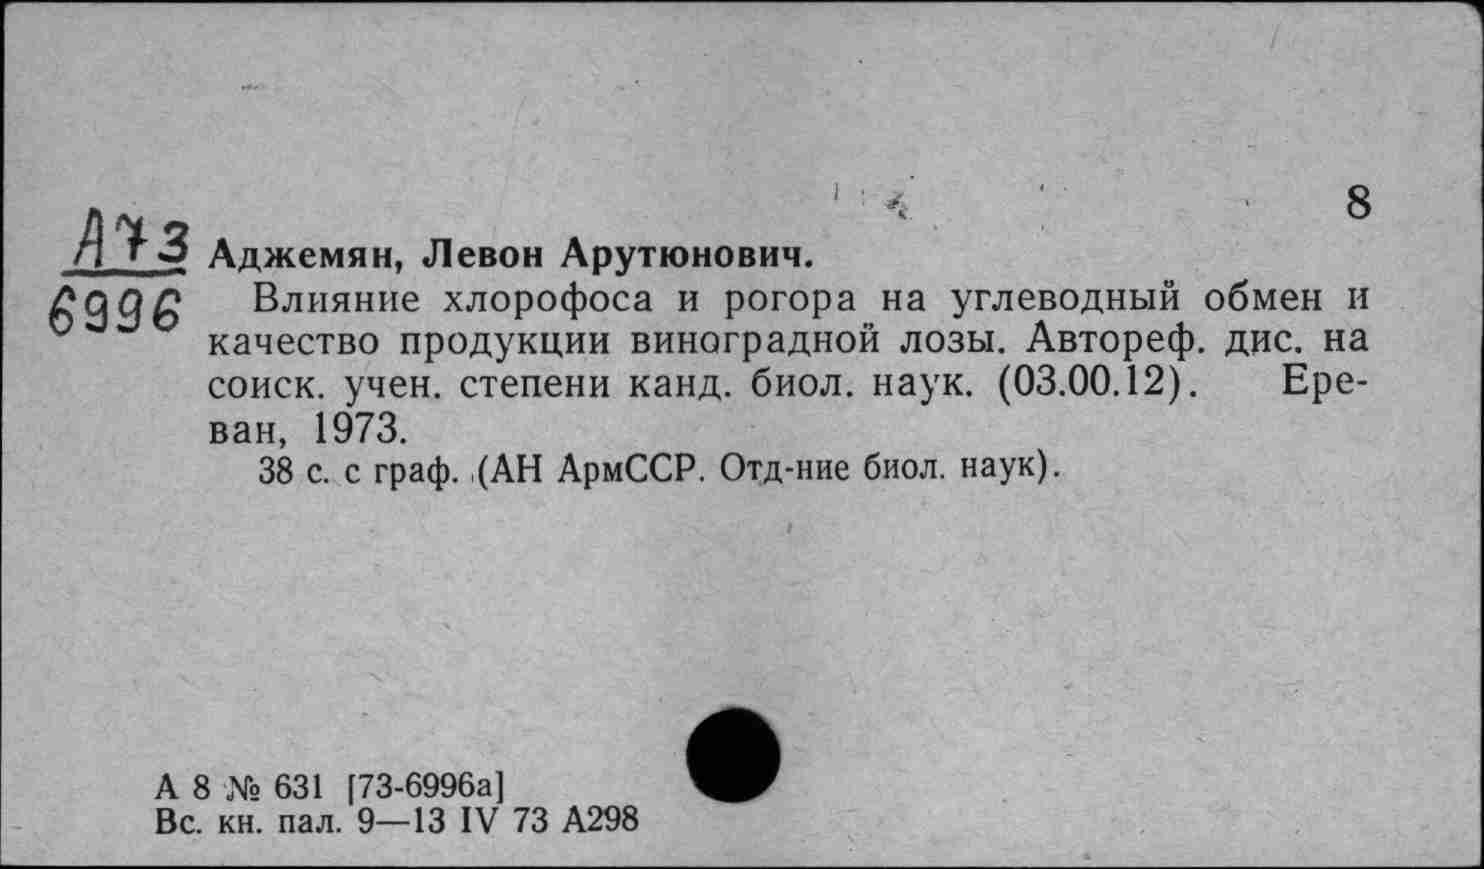 8
А73
6996
Аджемян, Левон Арутюнович.
Влияние хлорофоса и рогора на углеводный обмен и
качество продукции виноградной лозы. Автореф. дис. на
соиск. учен. степени канд. биол. наук. (03.00.12). Ере-
ван, 1973.
38 с. с граф. (АН АрмССР. Отд-ние биол. наук).
А 8 № 631 [73-6996а]
Вс. кн. пал. 9—13 IV 73 А298